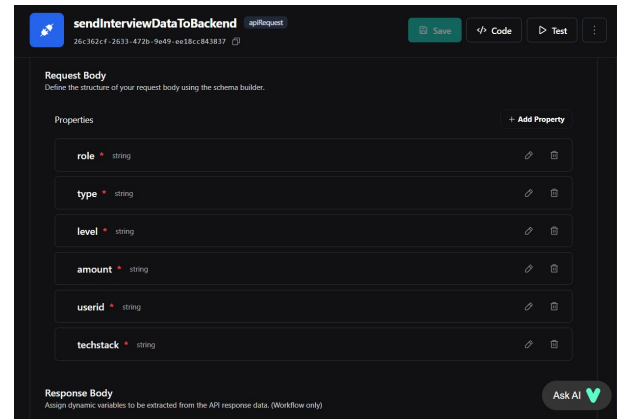 sendInterviewDataToBackend apiRequest
26c362cf-2633-472b-9e49-ee18cc843837
Save
Code
Test
Request Body
Define the structure of your request body using the schema builder.
Properties
+ Add Property
role * string
type * string
level * string
amount * string
userid * string
techstack * string
Response Body
Assign dynamic variables to be extracted from the API response data. (Workflow only)
Ask AI